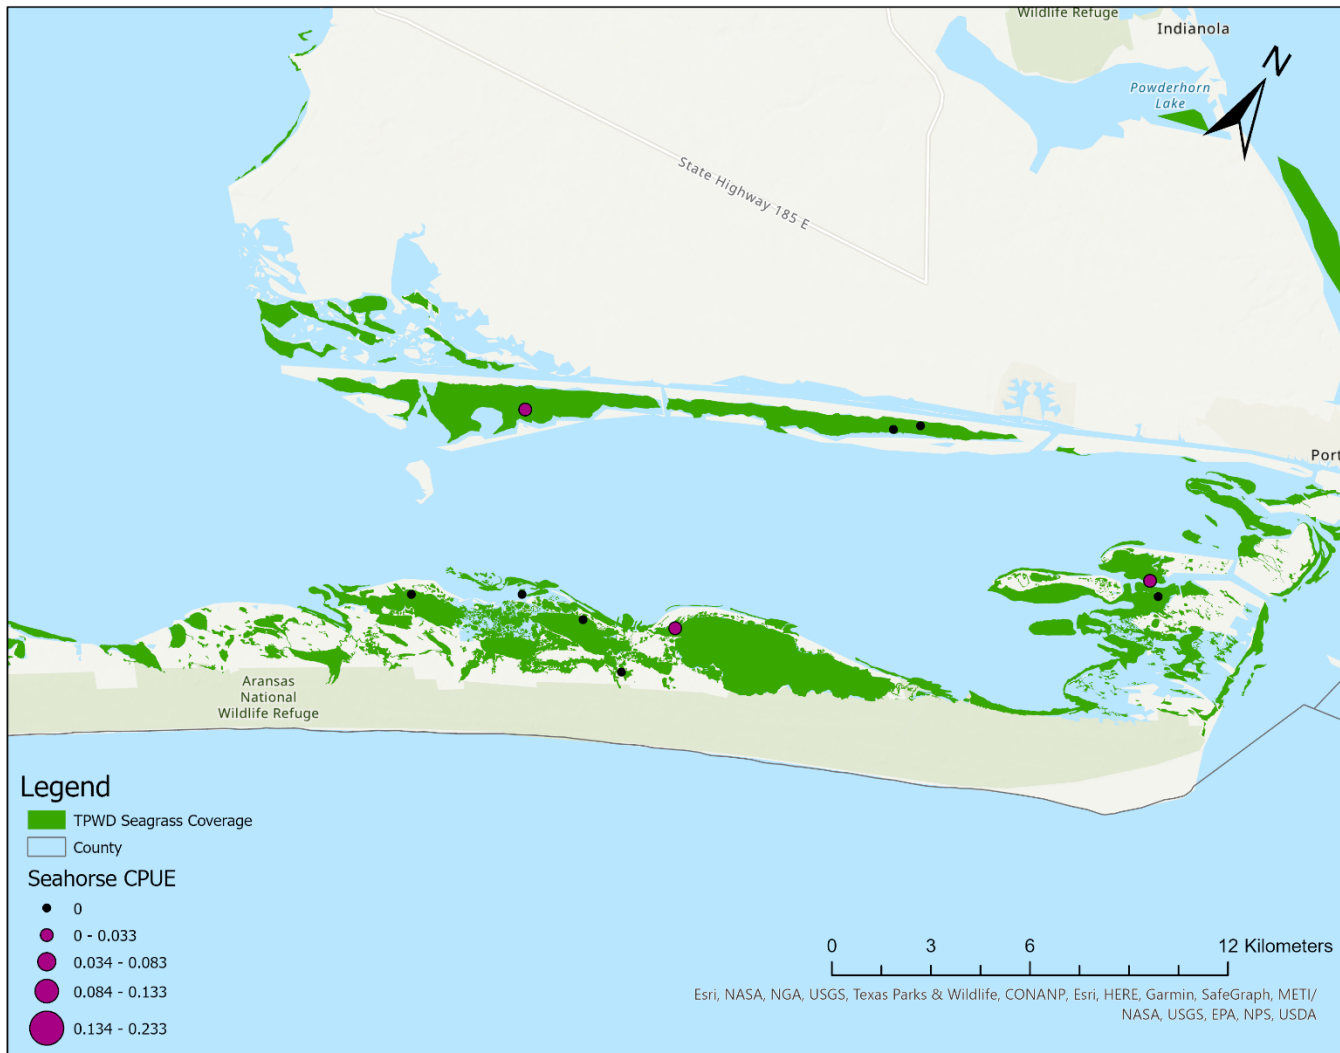 Wildlife Refuge
Indianola
N
Powderhorn
Lake
State Highway 185 E
Port
Aransas
National
Wildlife Refuge
Legend
TPWD Seagrass Coverage
County
Seahorse CPUE
0
0 - 0.033
0.034 - 0.083
0.084 - 0.133
0.134 - 0.233
0 3 6 12 Kilometers
Esri, NASA, NGA, USGS, Texas Parks & Wildlife, CONANP, Esri, HERE, Garmin, SafeGraph, METI/
NASA, USGS, EPA, NPS, USDA